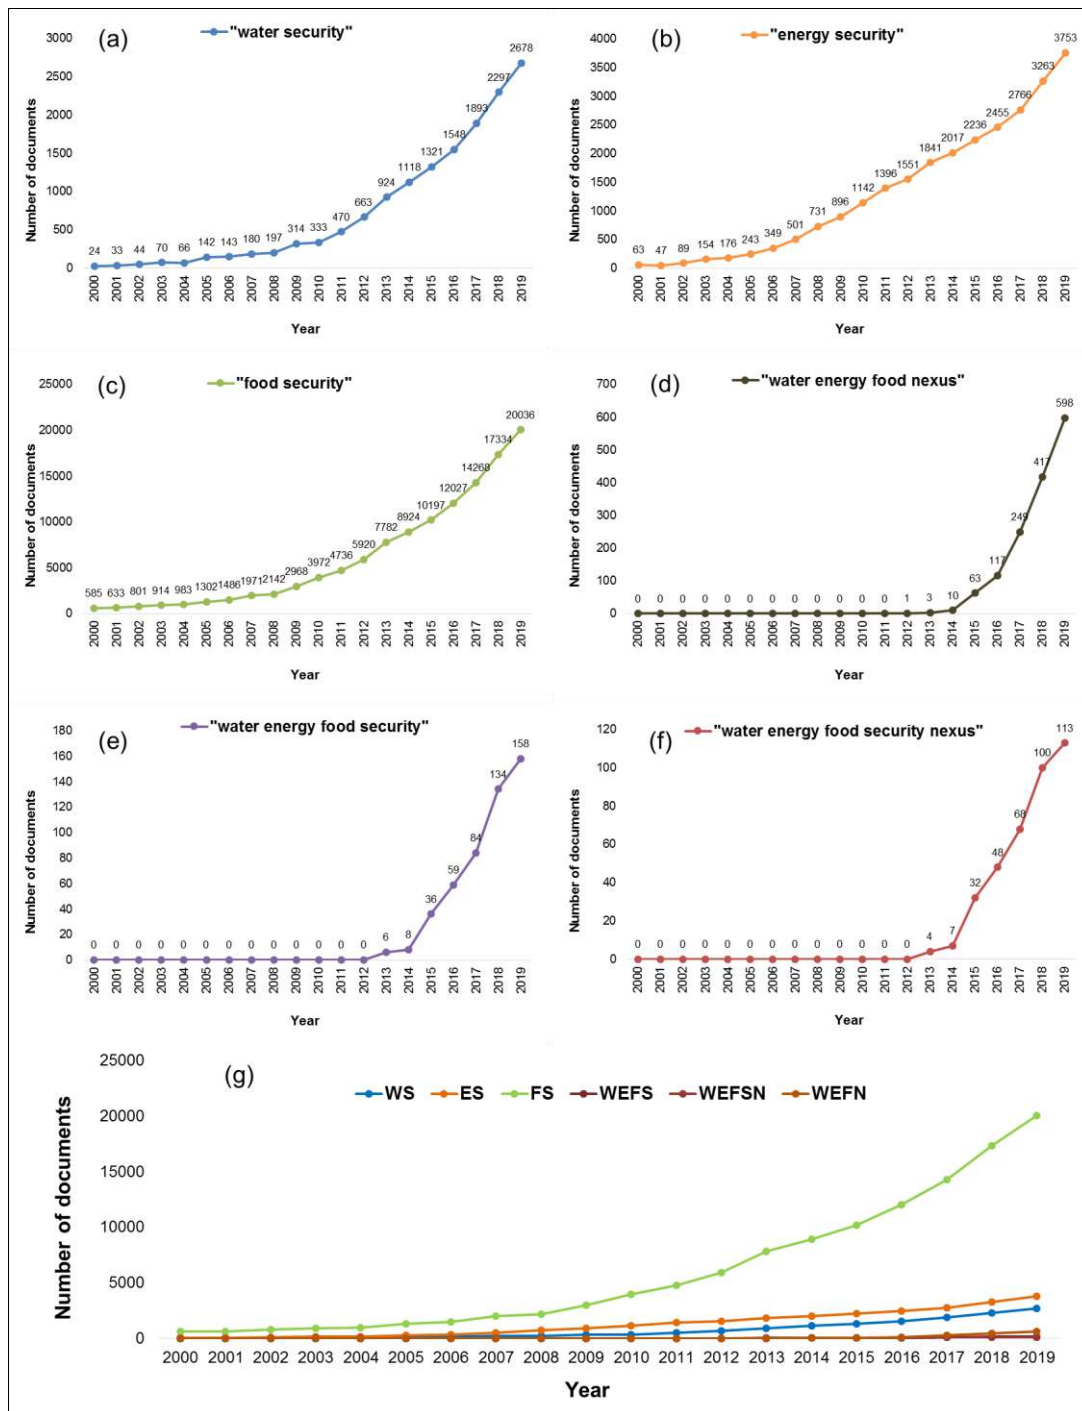 (a) "water security"
3000
2500
2000
1500
1000
500
0
Number of documents
24 33 44 70 66 142 143 180 197 314 333 470 663 924 1118 1321 1548 1893 2297 2678
2000 2001 2002 2003 2004 2005 2006 2007 2008 2009 2010 2011 2012 2013 2014 2015 2016 2017 2018 2019
Year
(b) "energy security"
4000
3500
3000
2500
2000
1500
1000
500
0
Number of documents
63 47 89 154 176 243 349 501 731 896 1142 1396 1551 1841 2017 2236 2455 2766 3263 3753
2000 2001 2002 2003 2004 2005 2006 2007 2008 2009 2010 2011 2012 2013 2014 2015 2016 2017 2018 2019
Year
(c) "food security"
25000
20000
15000
10000
5000
0
Number of documents
585 633 801 914 983 1302 1486 1971 2142 2968 3972 4736 5920 7782 8924 10197 12027 14268 17334 20036
2000 2001 2002 2003 2004 2005 2006 2007 2008 2009 2010 2011 2012 2013 2014 2015 2016 2017 2018 2019
Year
(d) "water energy food nexus"
700
600
500
400
300
200
100
0
Number of documents
0 0 0 0 0 0 0 0 0 0 0 0 1 3 10 63 117 249 417 598
2000 2001 2002 2003 2004 2005 2006 2007 2008 2009 2010 2011 2012 2013 2014 2015 2016 2017 2018 2019
Year
(e) "water energy food security"
180
160
140
120
100
80
60
40
20
0
Number of documents
0 0 0 0 0 0 0 0 0 0 0 0 0 6 8 36 59 84 134 158
2000 2001 2002 2003 2004 2005 2006 2007 2008 2009 2010 2011 2012 2013 2014 2015 2016 2017 2018 2019
Year
(f) "water energy food security nexus"
120
100
80
60
40
20
0
Number of documents
0 0 0 0 0 0 0 0 0 0 0 0 0 4 7 32 48 68 100 113
2000 2001 2002 2003 2004 2005 2006 2007 2008 2009 2010 2011 2012 2013 2014 2015 2016 2017 2018 2019
Year
(g)
WS ES FS WEFS WEFSN WEFN
25000
20000
15000
10000
5000
0
Number of documents
2000 2001 2002 2003 2004 2005 2006 2007 2008 2009 2010 2011 2012 2013 2014 2015 2016 2017 2018 2019
Year